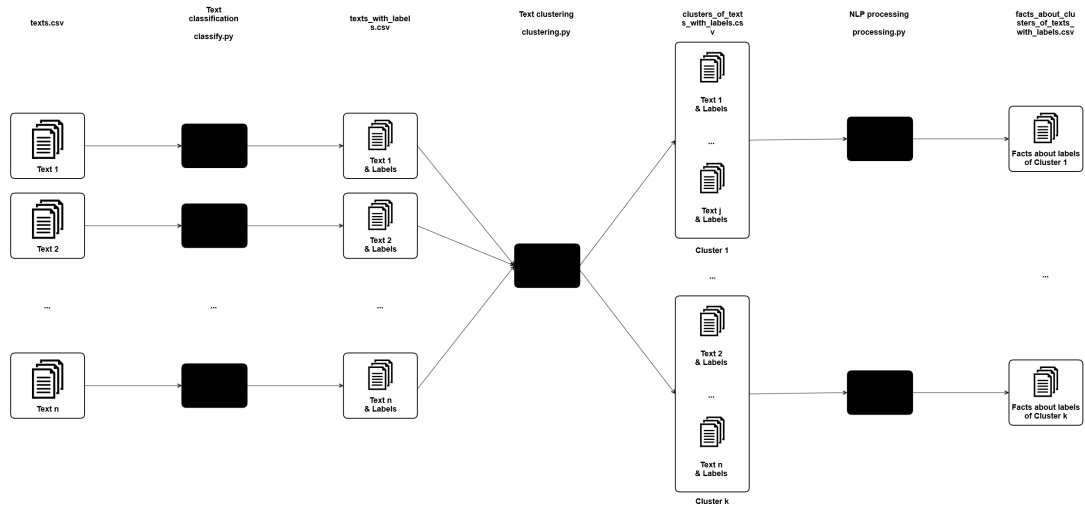 texts.csv
Text
classification
classify.py
texts_with_label
s.csv
Text clustering
clustering.py
clusters_of_text
s_with_labels.cs
v
NLP processing
processing.py
facts_about_clu
sters_of_texts_
with_labels.csv
Text 1
Text 1
& Labels
Text 2
Text 2
& Labels
...
...
...
Text n
Text n
& Labels
Text 1
& Labels
...
Text j
& Labels
Cluster 1
...
Text 2
& Labels
...
Text n
& Labels
Cluster k
Facts about labels
of Cluster 1
...
Facts about labels
of Cluster k